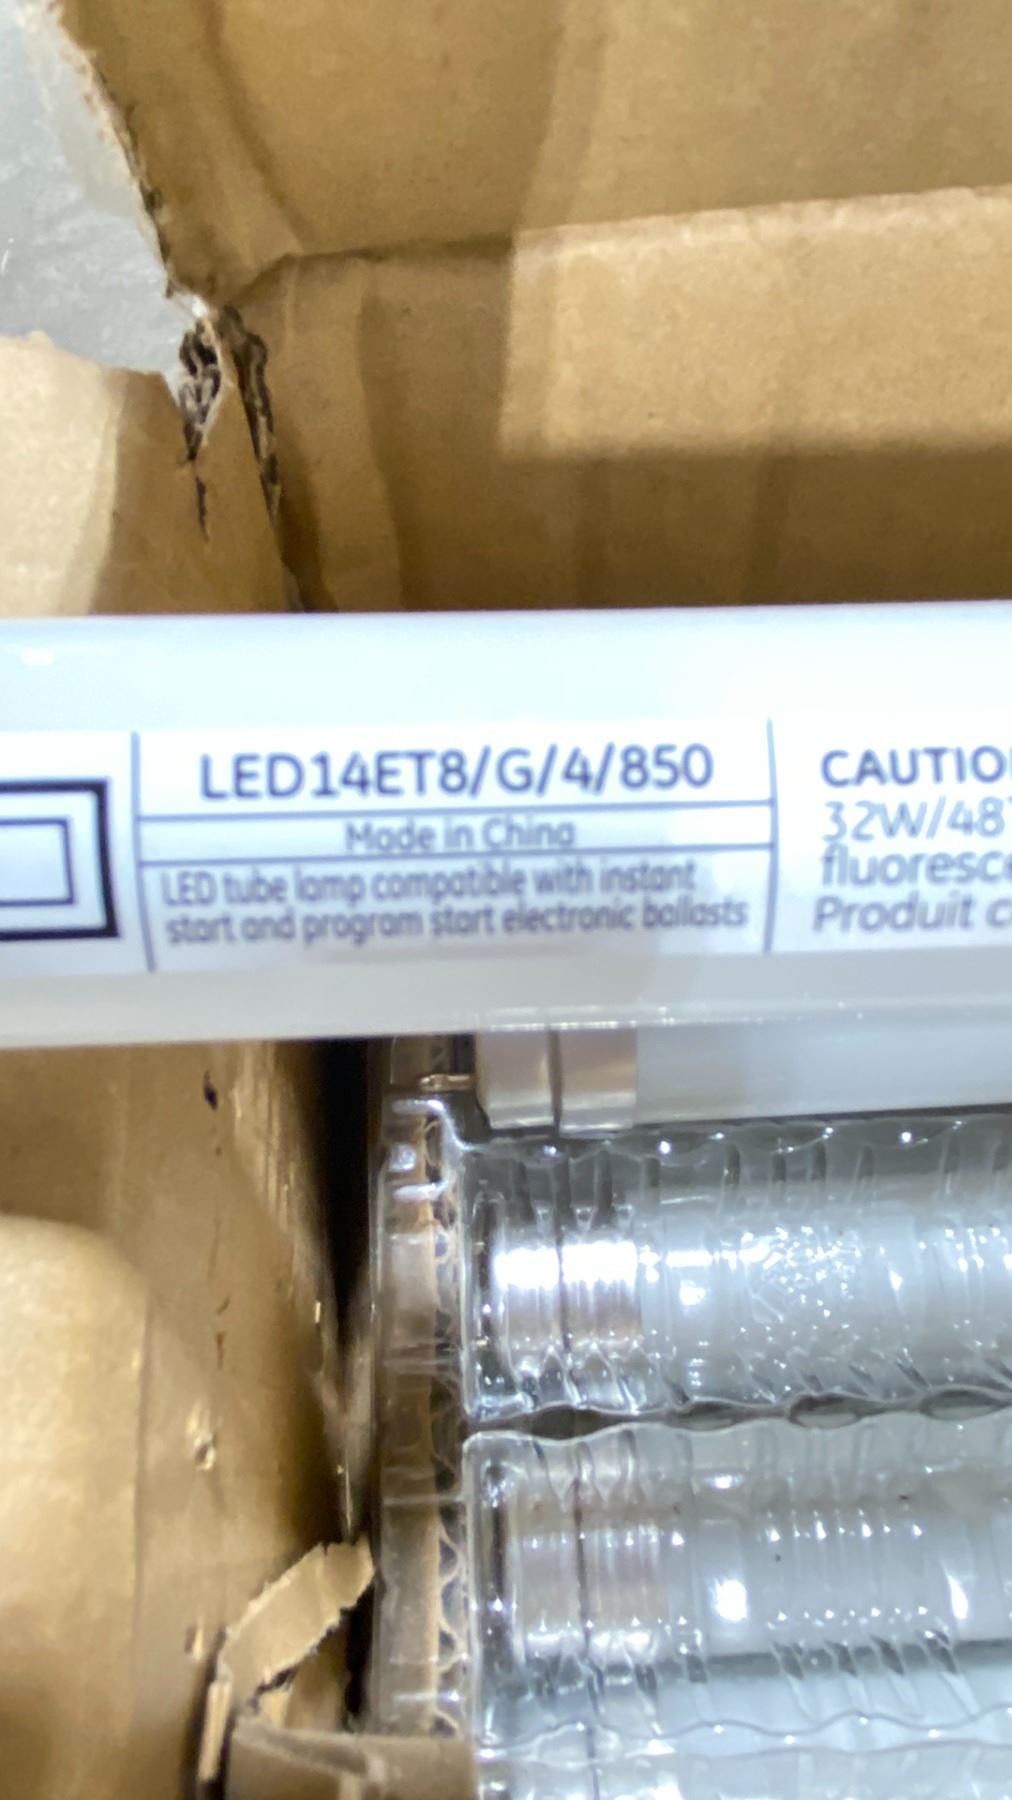 LED14ET8/G/4/850
Made in China
LED tube lamp compatible with instant
start and program start electronic ballasts
CAUTIO
32W/48
fluoresce
Produit c